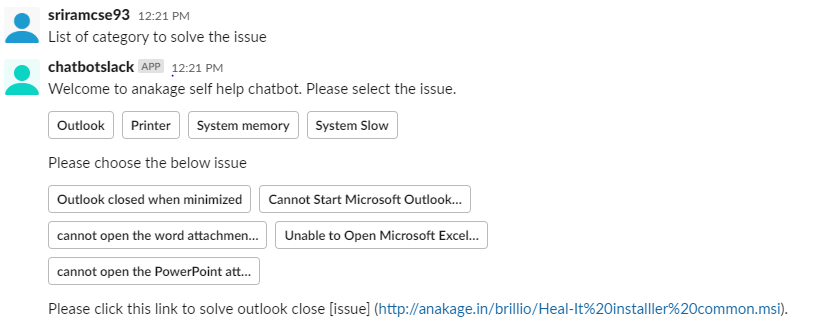 sriramcse93 12:21 PM
List of category to solve the issue
chatbotslack APP 12:21 PM
Welcome to anakage self help chatbot. Please select the issue.
Outlook Printer System memory System Slow
Please choose the below issue
Outlook closed when minimized Cannot Start Microsoft Outlook...
cannot open the word attachmen... Unable to Open Microsoft Excel...
cannot open the PowerPoint att...
Please click this link to solve outlook close [issue] (http://anakage.in/brillio/Heal-It%20installler%20common.msi).